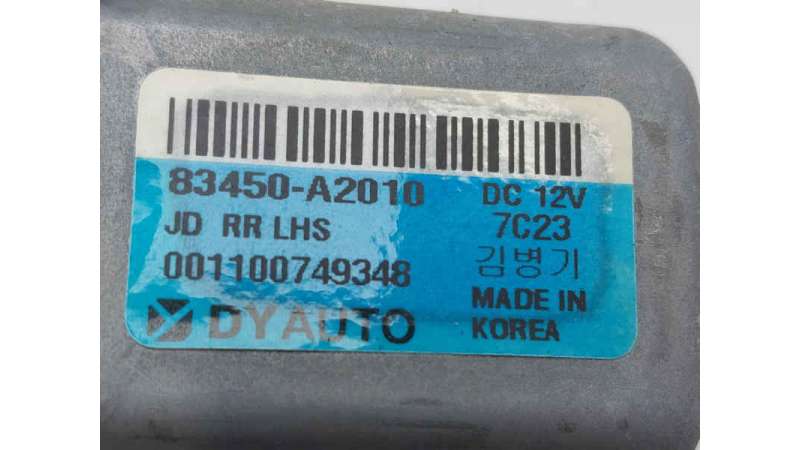 83450-A2010 DC 12V
JD RR LHS 7C23
001100749348 김병기
DYAUTO MADE IN
KOREA